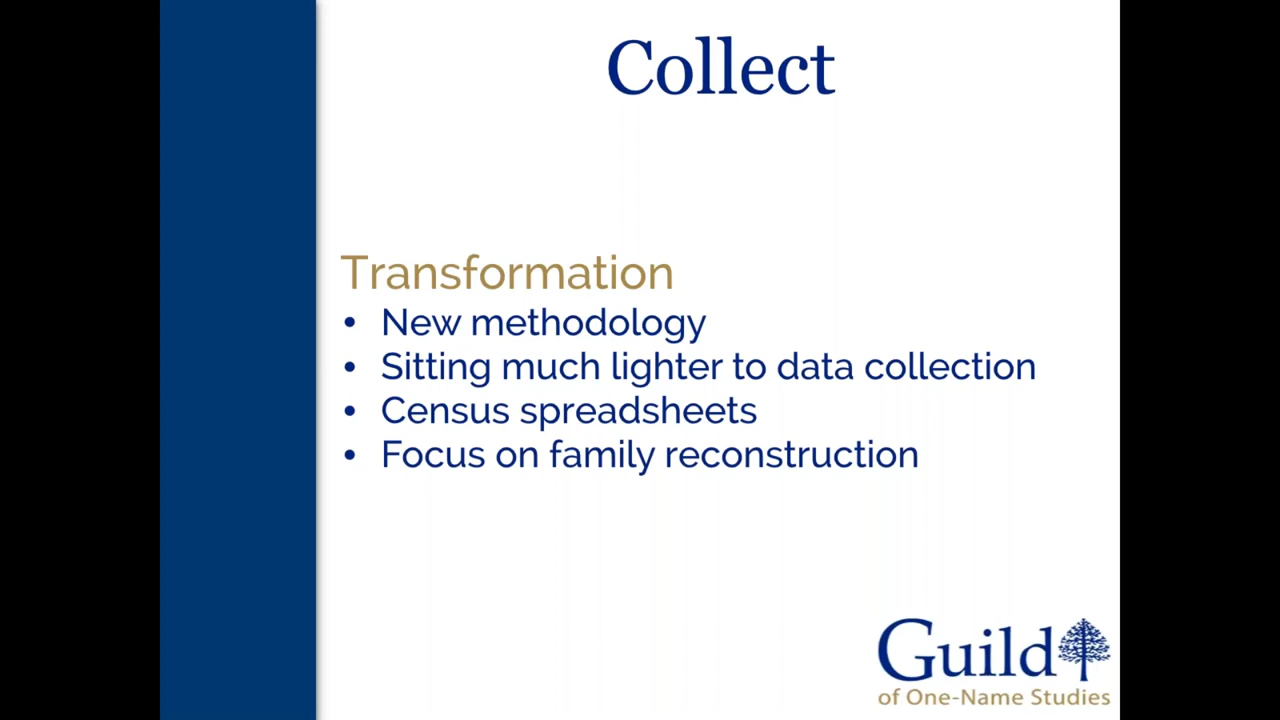 Collect
Transformation
• New methodology
• Sitting much lighter to data collection
• Census spreadsheets
• Focus on family reconstruction
Guild
of One-Name Studies